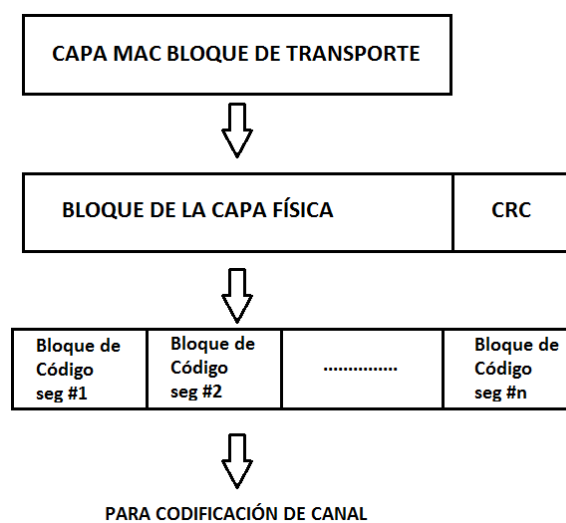 CAPA MAC BLOQUE DE TRANSPORTE
BLOQUE DE LA CAPA FÍSICA
CRC
Bloque de
Código
seg #1
Bloque de
Código
seg #2
...............
Bloque de
Código
seg #n
PARA CODIFICACIÓN DE CANAL